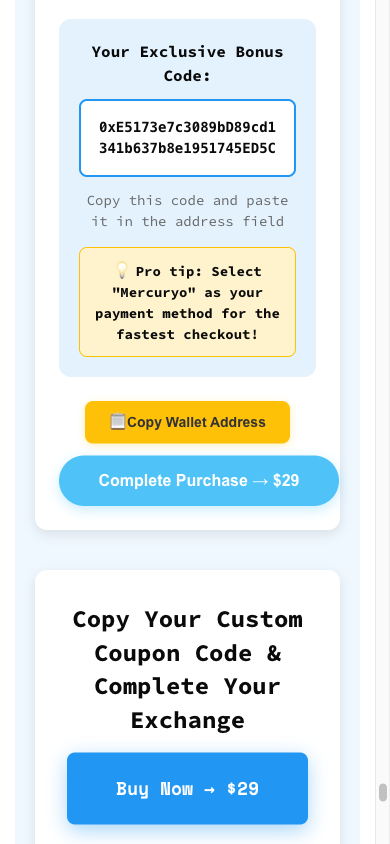 Your Exclusive Bonus
Code:
0xE5173e7c3089bD89cd1
341b637b8e1951745ED5C
Copy this code and paste
it in the address field
💡 Pro tip: Select
"Mercuryo" as your
payment method for the
fastest checkout!
📋Copy Wallet Address
Complete Purchase → $29
Copy Your Custom
Coupon Code &
Complete Your
Exchange
Buy Now → $29